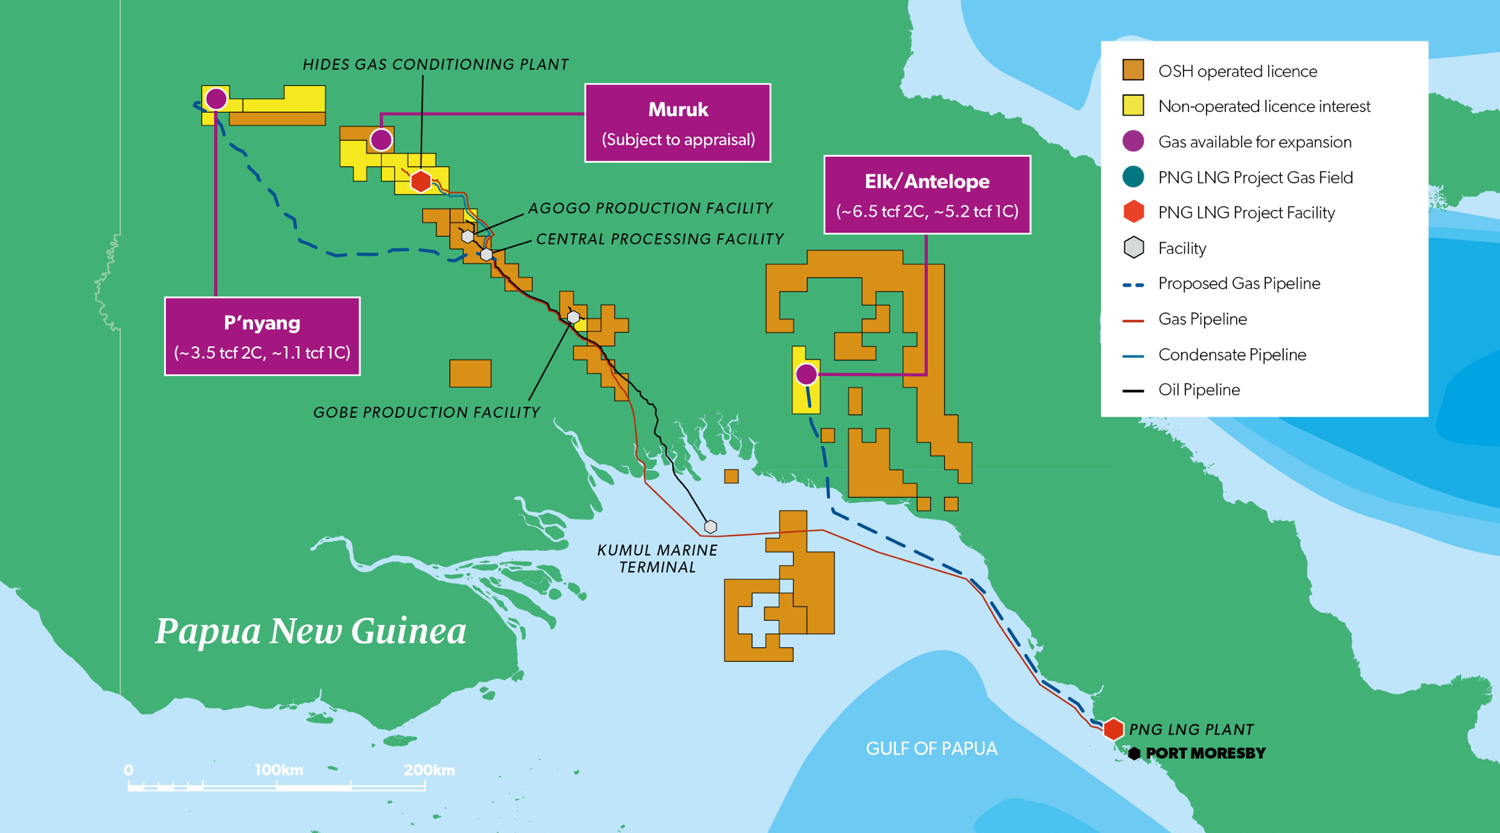 HIDES GAS CONDITIONING PLANT
Muruk
(Subject to appraisal)
Elk/Antelope
(~6.5 tcf 2C, ~5.2 tcf 1C)
AGOGO PRODUCTION FACILITY
CENTRAL PROCESSING FACILITY
P'nyang
(~3.5 tcf 2C, ~1.1 tcf 1C)
GOBE PRODUCTION FACILITY
KUMUL MARINE
TERMINAL
Papua New Guinea
GULF OF PAPUA
PNG LNG PLANT
PORT MORESBY
0 100km 200km
OSH operated licence
Non-operated licence interest
Gas available for expansion
PNG LNG Project Gas Field
PNG LNG Project Facility
Facility
Proposed Gas Pipeline
Gas Pipeline
Condensate Pipeline
Oil Pipeline